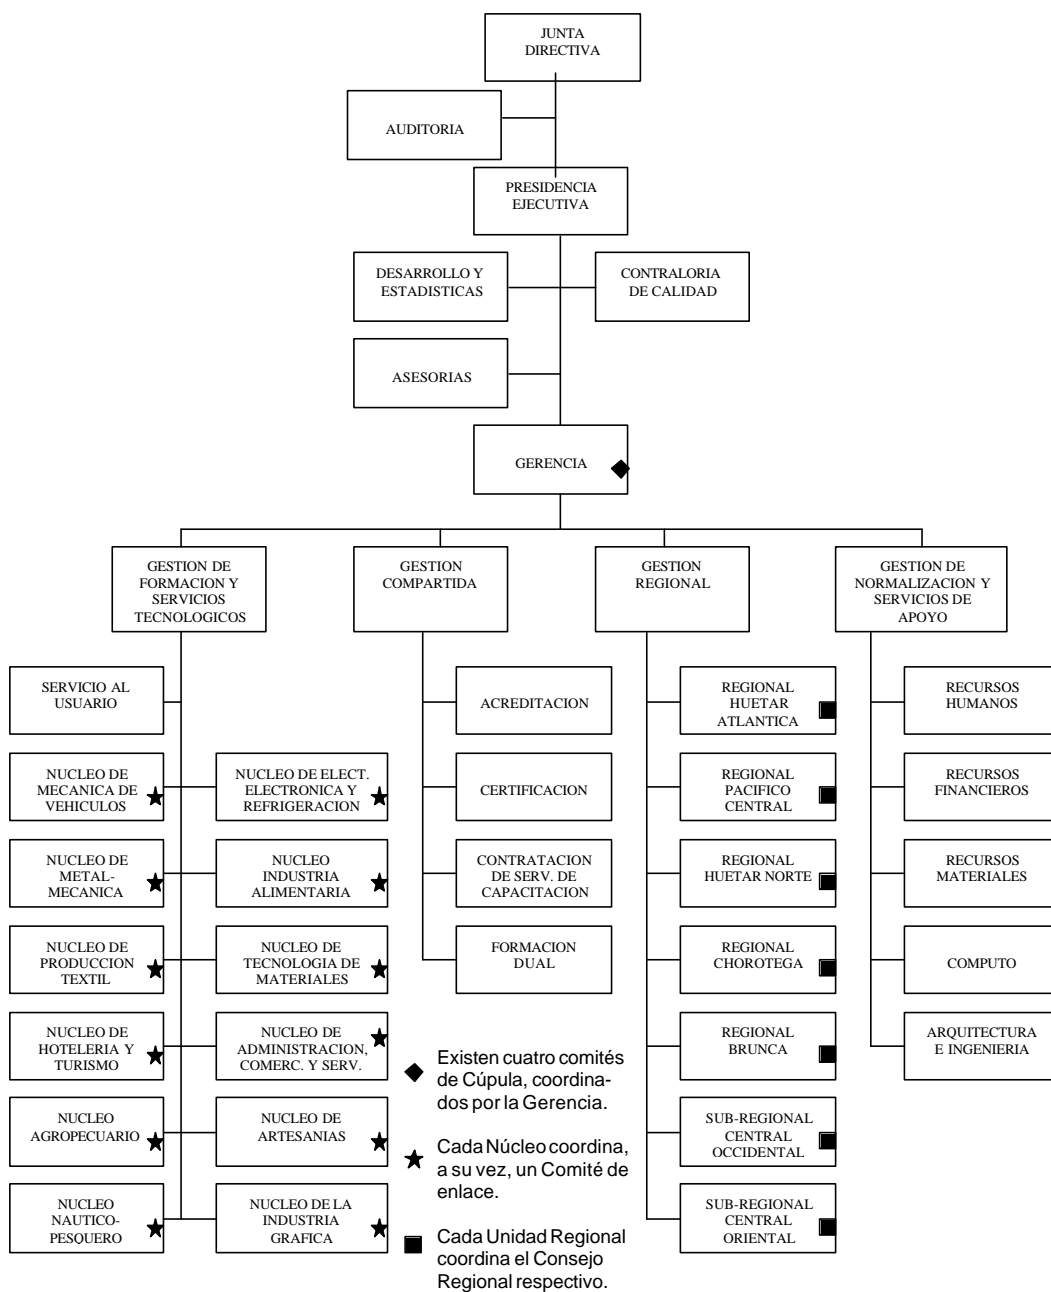 JUNTA
DIRECTIVA
AUDITORIA
PRESIDENCIA
EJECUTIVA
DESARROLLO Y
ESTADISTICAS
CONTRALORIA
DE CALIDAD
ASESORIAS
GERENCIA
GESTION DE
FORMACION Y
SERVICIOS
TECNOLOGICOS
GESTION
COMPARTIDA
GESTION
REGIONAL
GESTION DE
NORMALIZACION Y
SERVICIOS DE
APOYO
SERVICIO AL
USUARIO
NUCLEO DE
MECANICA DE
VEHICULOS
NUCLEO DE ELECT.
ELECTRONICA Y
REFRIGERACION
NUCLEO DE
METAL-
MECANICA
NUCLEO
INDUSTRIA
ALIMENTARIA
NUCLEO DE
PRODUCCION
TEXTIL
NUCLEO DE
TECNOLOGIA DE
MATERIALES
NUCLEO DE
HOTELERIA Y
TURISMO
NUCLEO DE
ADMINISTRACION,
COMERC. Y SERV.
NUCLEO
AGROPECUARIO
NUCLEO DE
ARTESANIAS
NUCLEO
NAUTICO-
PESQUERO
NUCLEO DE LA
INDUSTRIA
GRAFICA
ACREDITACION
CERTIFICACION
CONTRATACION
DE SERV. DE
CAPACITACION
FORMACION
DUAL
REGIONAL
HUETAR
ATLANTICA
REGIONAL
PACIFICO
CENTRAL
REGIONAL
HUETAR NORTE
REGIONAL
CHOROTEGA
REGIONAL
BRUNCA
SUB-REGIONAL
CENTRAL
OCCIDENTAL
SUB-REGIONAL
CENTRAL
ORIENTAL
RECURSOS
HUMANOS
RECURSOS
FINANCIEROS
RECURSOS
MATERIALES
COMPUTO
ARQUITECTURA
E INGENIERIA
Existen cuatro comités
de Cúpula, coordina-
dos por la Gerencia.
Cada Núcleo coordina,
a su vez, un Comité de
enlace.
Cada Unidad Regional
coordina el Consejo
Regional respectivo.